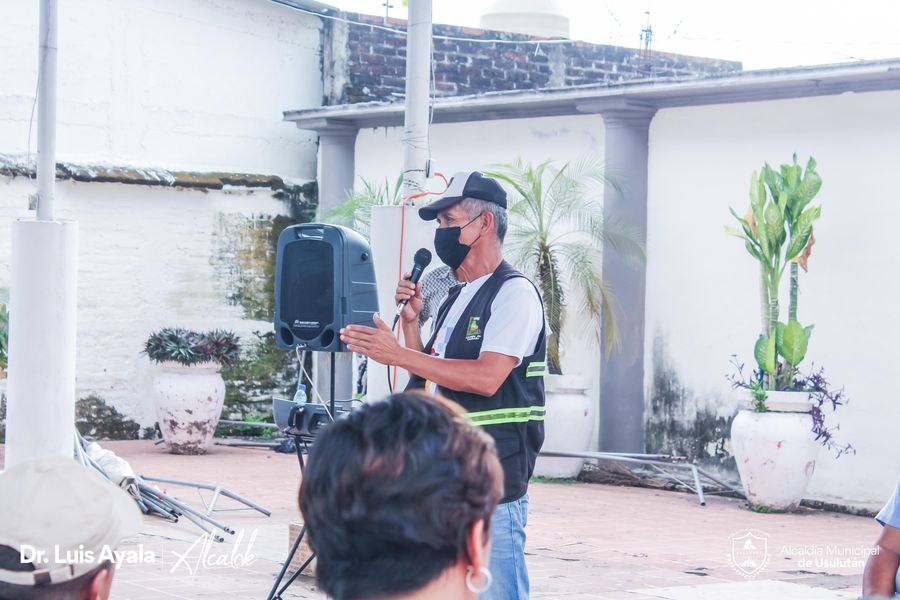 Dr. Luis Ayala | Alcalde
Alcaldía Municipal
de Usulután